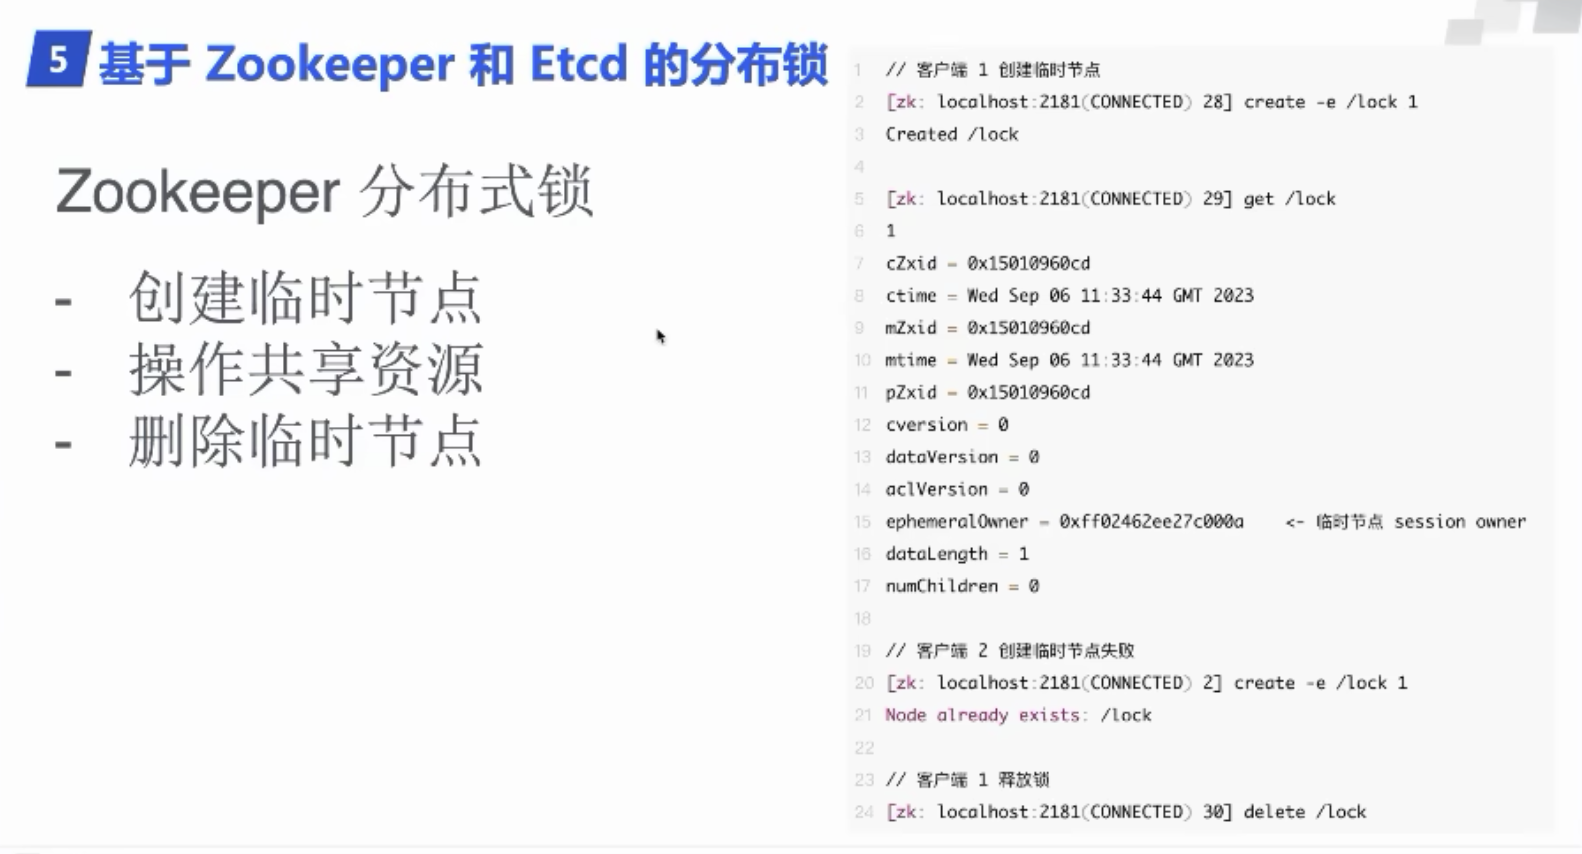 5 基于 Zookeeper 和 Etcd 的分布锁
Zookeeper 分布式锁
- 创建临时节点
- 操作共享资源
- 删除临时节点
1 // 客户端 1 创建临时节点
2 [zk: localhost:2181(CONNECTED) 28] create -e /lock 1
3 Created /lock
4
5 [zk: localhost:2181(CONNECTED) 29] get /lock
6 1
7 cZxid = 0x15010960cd
8 ctime = Wed Sep 06 11:33:44 GMT 2023
9 mZxid = 0x15010960cd
10 mtime = Wed Sep 06 11:33:44 GMT 2023
11 pZxid = 0x15010960cd
12 cversion = 0
13 dataVersion = 0
14 aclVersion = 0
15 ephemeralOwner = 0xff02462ee27c000a <- 临时节点 session owner
16 dataLength = 1
17 numChildren = 0
18
19 // 客户端 2 创建临时节点失败
20 [zk: localhost:2181(CONNECTED) 2] create -e /lock 1
21 Node already exists: /lock
22
23 // 客户端 1 释放锁
24 [zk: localhost:2181(CONNECTED) 30] delete /lock